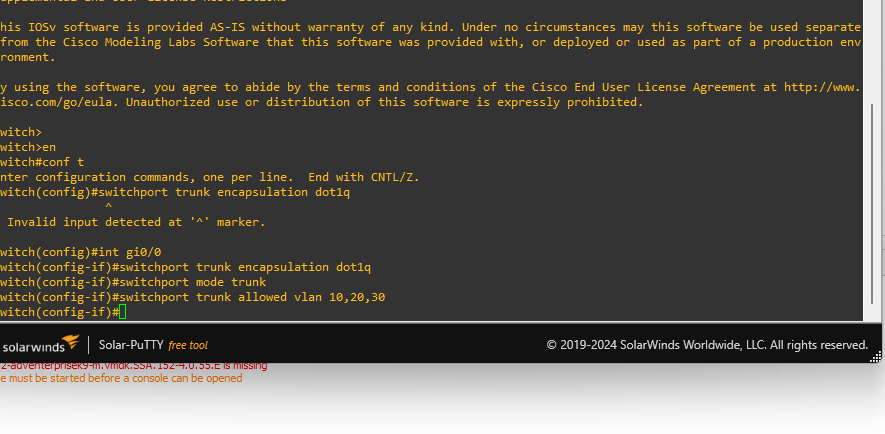 pplemental End User License Restrictions
his IOSv software is provided AS-IS without warranty of any kind. Under no circumstances may this software be used separate
from the Cisco Modeling Labs Software that this software was provided with, or deployed or used as part of a production env
ronment.
y using the software, you agree to abide by the terms and conditions of the Cisco End User License Agreement at http://www.
isco.com/go/eula. Unauthorized use or distribution of this software is expressly prohibited.
witch>
witch>en
witch#conf t
nter configuration commands, one per line.  End with CNTL/Z.
witch(config)#switchport trunk encapsulation dot1q
^
Invalid input detected at '^' marker.
witch(config)#int gi0/0
witch(config-if)#switchport trunk encapsulation dot1q
witch(config-if)#switchport mode trunk
witch(config-if)#switchport trunk allowed vlan 10,20,30
witch(config-if)#
solarwinds Solar-PuTTY free tool © 2019-2024 SolarWinds Worldwide, LLC. All rights reserved.
2-adventerprisek9-m.vmdk.SSA.152-4.0.55.E is missing
e must be started before a console can be opened